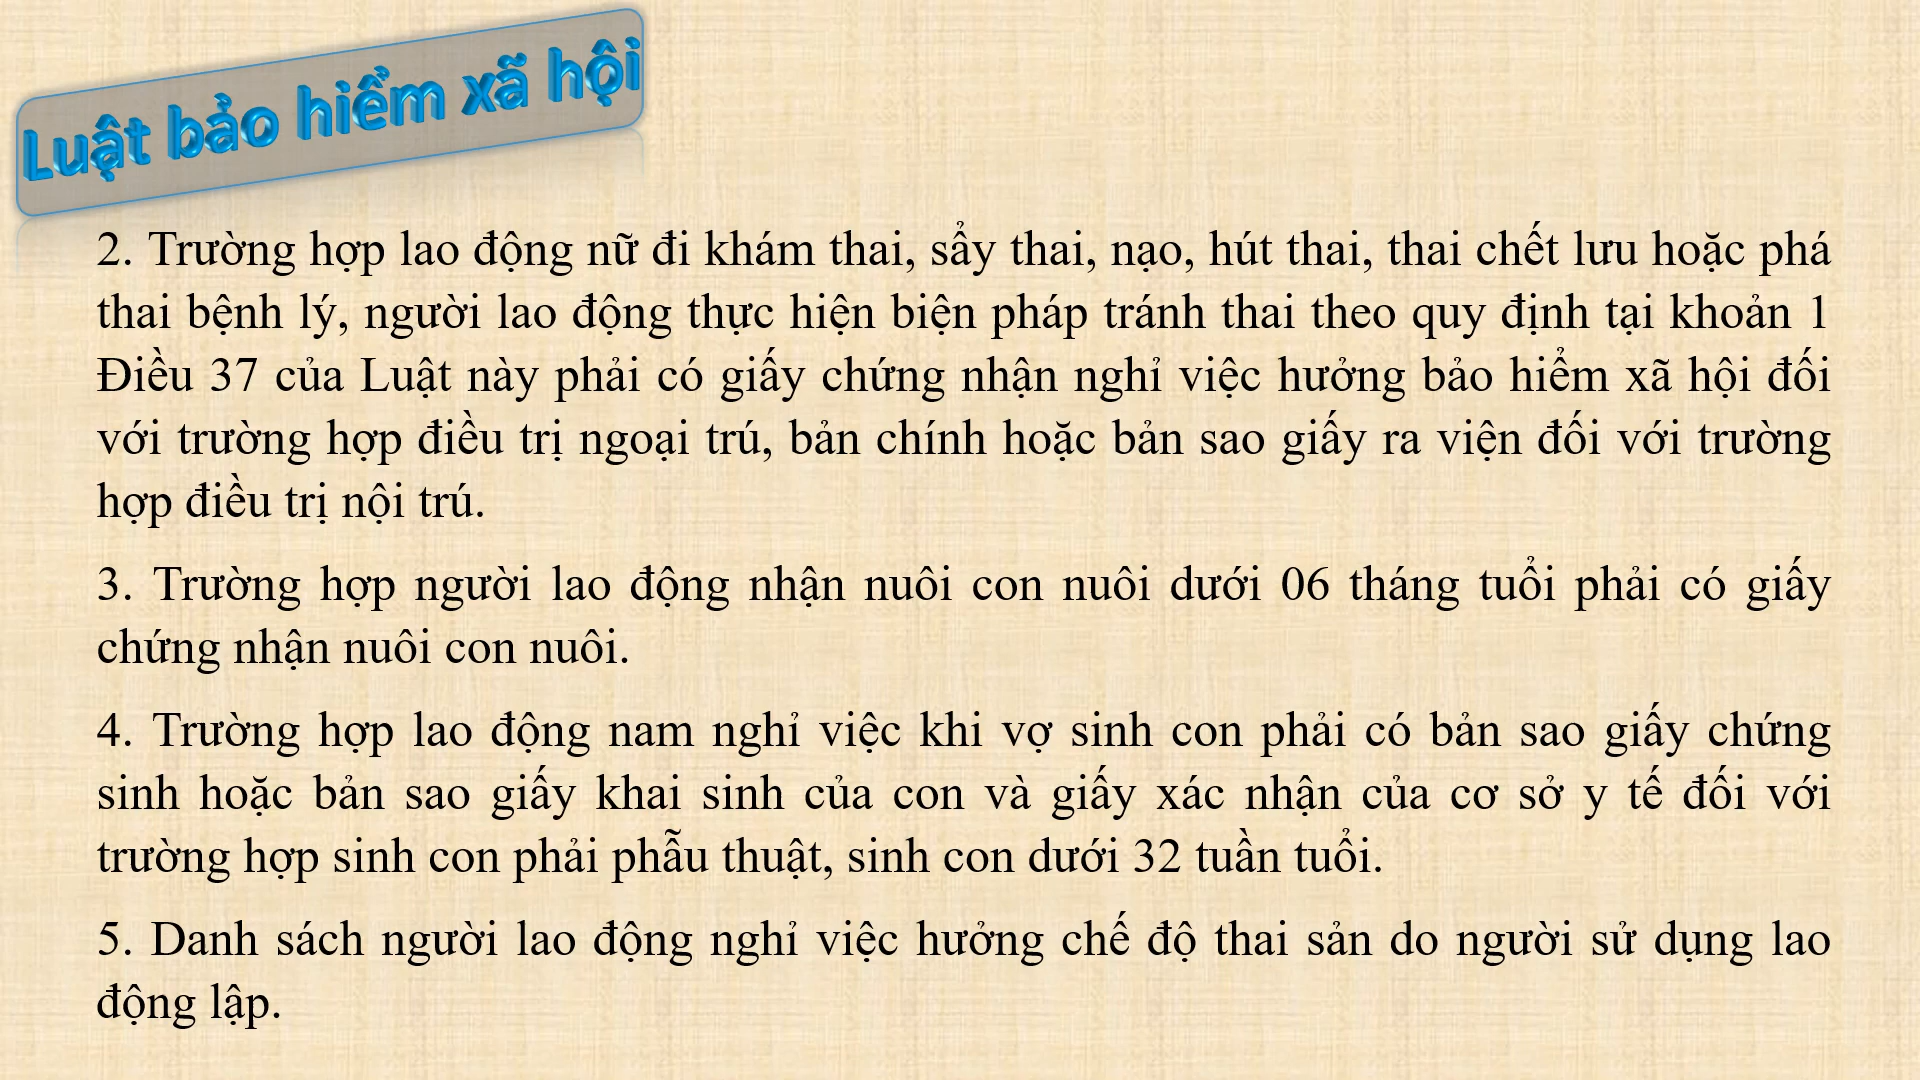 Luật bảo hiểm xã hội
2. Trường hợp lao động nữ đi khám thai, sẩy thai, nạo, hút thai, thai chết lưu hoặc phá
thai bệnh lý, người lao động thực hiện biện pháp tránh thai theo quy định tại khoản 1
Điều 37 của Luật này phải có giấy chứng nhận nghỉ việc hưởng bảo hiểm xã hội đối
với trường hợp điều trị ngoại trú, bản chính hoặc bản sao giấy ra viện đối với trường
hợp điều trị nội trú.
3. Trường hợp người lao động nhận nuôi con nuôi dưới 06 tháng tuổi phải có giấy
chứng nhận nuôi con nuôi.
4. Trường hợp lao động nam nghỉ việc khi vợ sinh con phải có bản sao giấy chứng
sinh hoặc bản sao giấy khai sinh của con và giấy xác nhận của cơ sở y tế đối với
trường hợp sinh con phải phẫu thuật, sinh con dưới 32 tuần tuổi.
5. Danh sách người lao động nghỉ việc hưởng chế độ thai sản do người sử dụng lao
động lập.